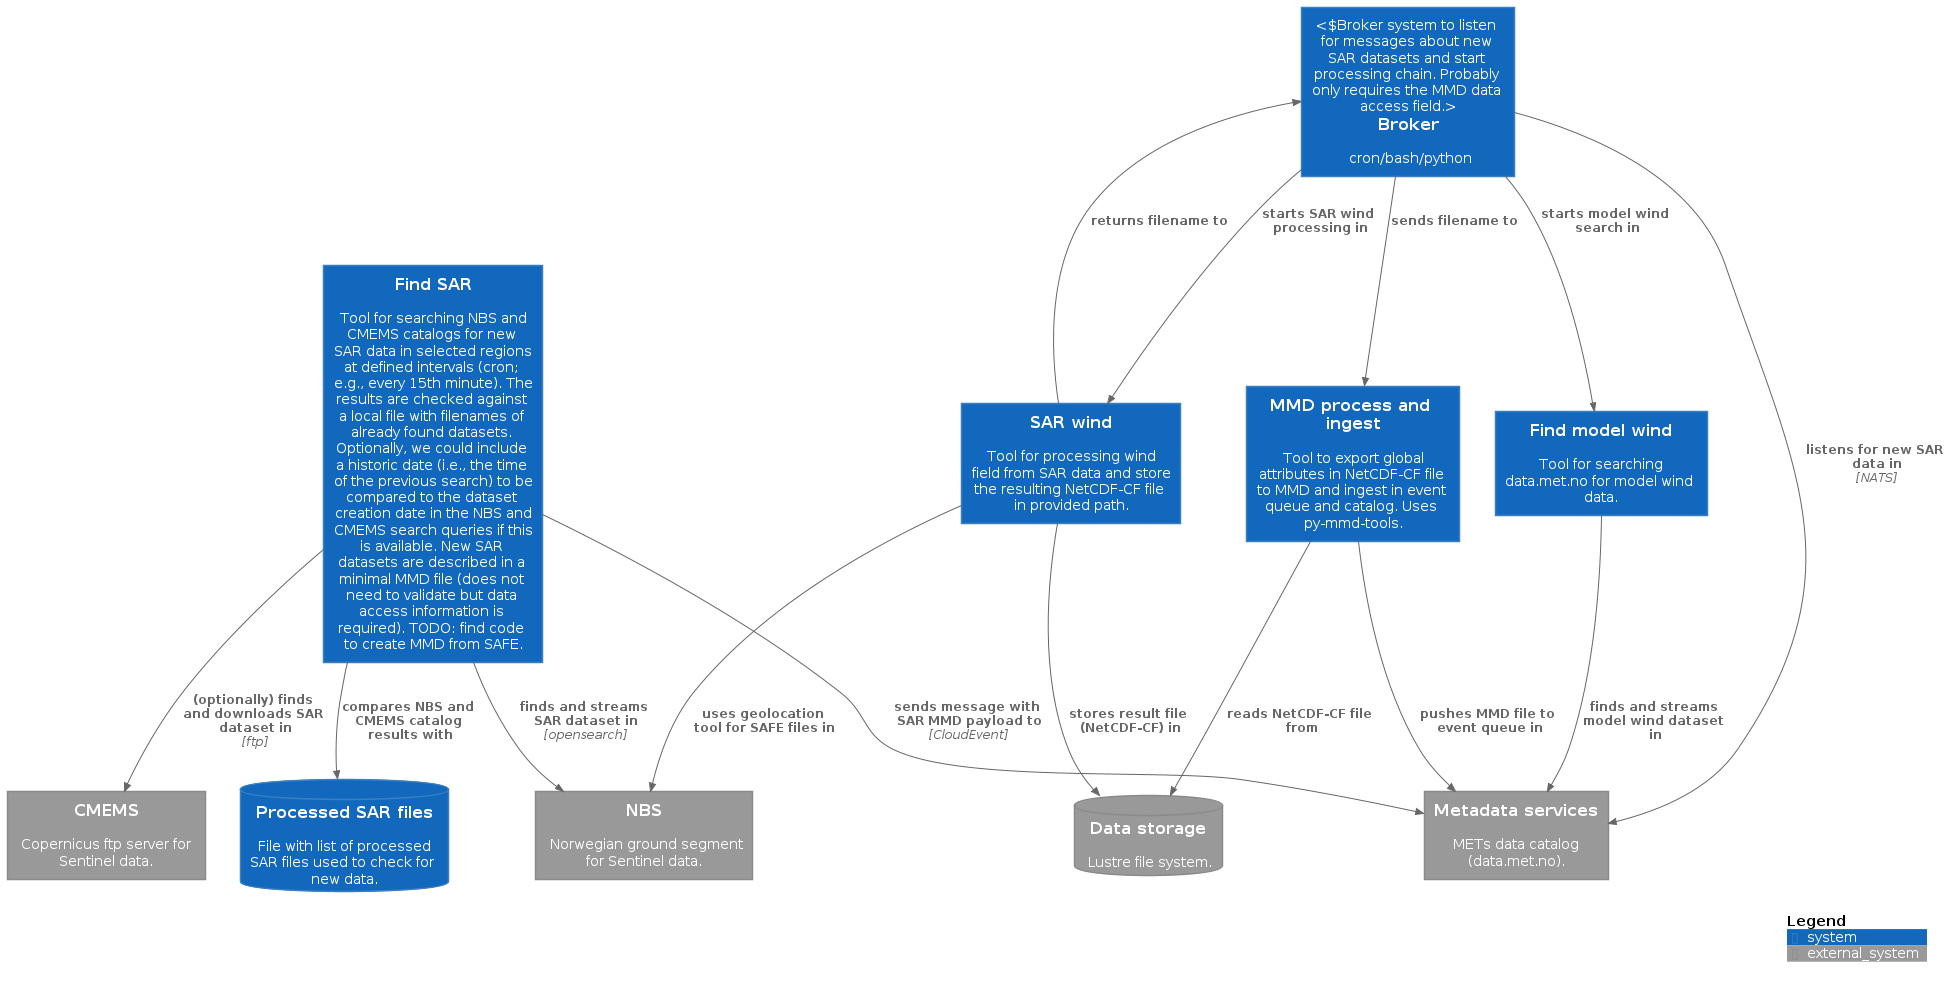 <$Broker system to listen
for messages about new
SAR datasets and start
processing chain. Probably
only requires the MMD data
access field.>
Broker
cron/bash/python
returns filename to
starts SAR wind
processing in
sends filename to
starts model wind
search in
Find SAR
Tool for searching NBS and
CMEMS catalogs for new
SAR data in selected regions
at defined intervals (cron;
e.g., every 15th minute). The
results are checked against
a local file with filenames of
already found datasets.
Optionally, we could include
a historic date (i.e., the time
of the previous search) to be
compared to the dataset
creation date in the NBS and
CMEMS search queries if this
is available. New SAR
datasets are described in a
minimal MMD file (does not
need to validate but data
access information is
required). TODO: find code
to create MMD from SAFE.
SAR wind
Tool for processing wind
field from SAR data and store
the resulting NetCDF-CF file
in provided path.
MMD process and
ingest
Tool to export global
attributes in NetCDF-CF file
to MMD and ingest in event
queue and catalog. Uses
py-mmd-tools.
Find model wind
Tool for searching
data.met.no for model wind
data.
listens for new SAR
data in
[NATS]
(optionally) finds
and downloads SAR
dataset in
[ftp]
compares NBS and
CMEMS catalog
results with
finds and streams
SAR dataset in
[opensearch]
uses geolocation
tool for SAFE files in
sends message with
SAR MMD payload to
[CloudEvent]
stores result file
(NetCDF-CF) in
reads NetCDF-CF file
from
pushes MMD file to
event queue in
finds and streams
model wind dataset
in
CMEMS
Copernicus ftp server for
Sentinel data.
Processed SAR files
File with list of processed
SAR files used to check for
new data.
NBS
Norwegian ground segment
for Sentinel data.
Data storage
Lustre file system.
Metadata services
METs data catalog
(data.met.no).
Legend
system
external_system